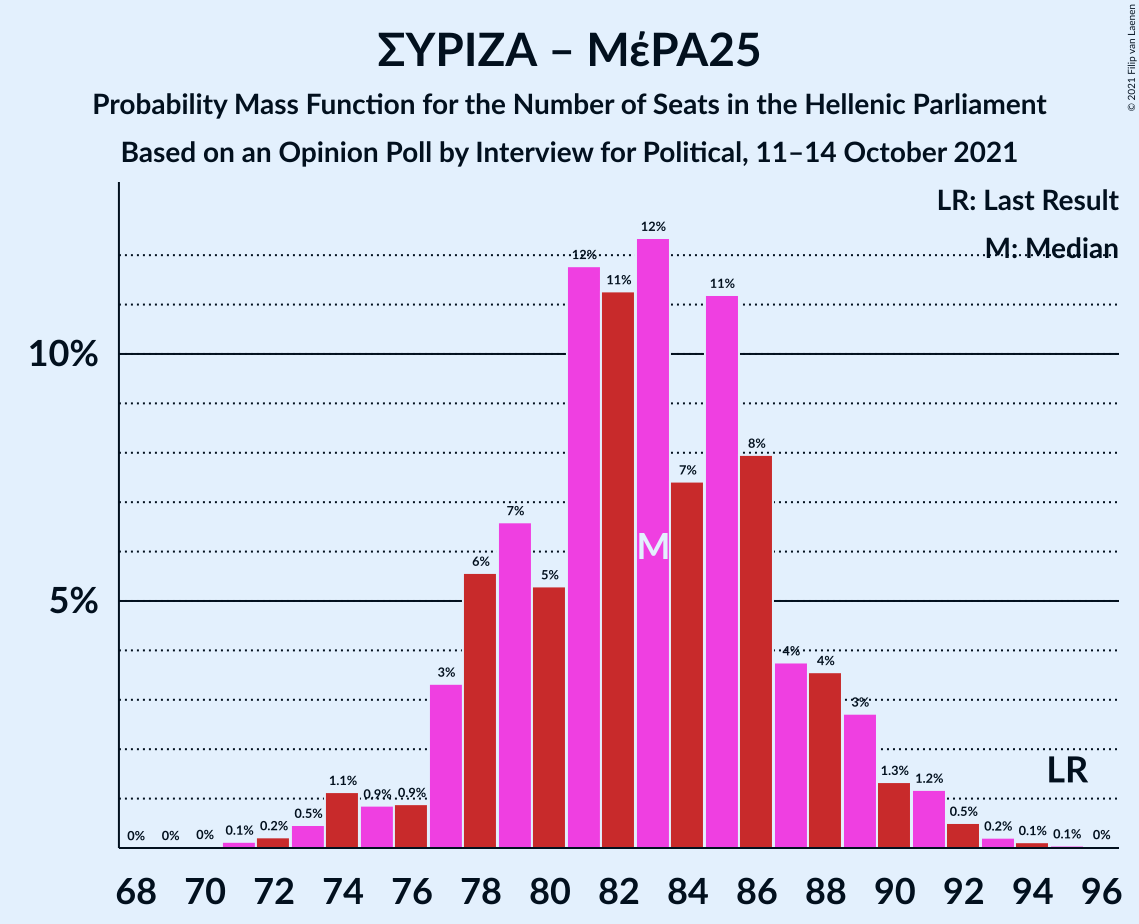 ΣΥΡΙΖΑ – ΜέΡΑ25
Probability Mass Function for the Number of Seats in the Hellenic Parliament
Based on an Opinion Poll by Interview for Political, 11–14 October 2021
© 2021 Filip van Laenen
LR: Last Result
M: Median
10%
5%
0% 0% 0% 0.1% 0.2% 0.5% 1.1% 0.9% 0.9% 3% 6% 7% 5% 12% 11% 12% 7% 11% 8% 4% 4% 3% 1.3% 1.2% 0.5% 0.2% 0.1% 0.1% 0%
M
LR
68 70 72 74 76 78 80 82 84 86 88 90 92 94 96